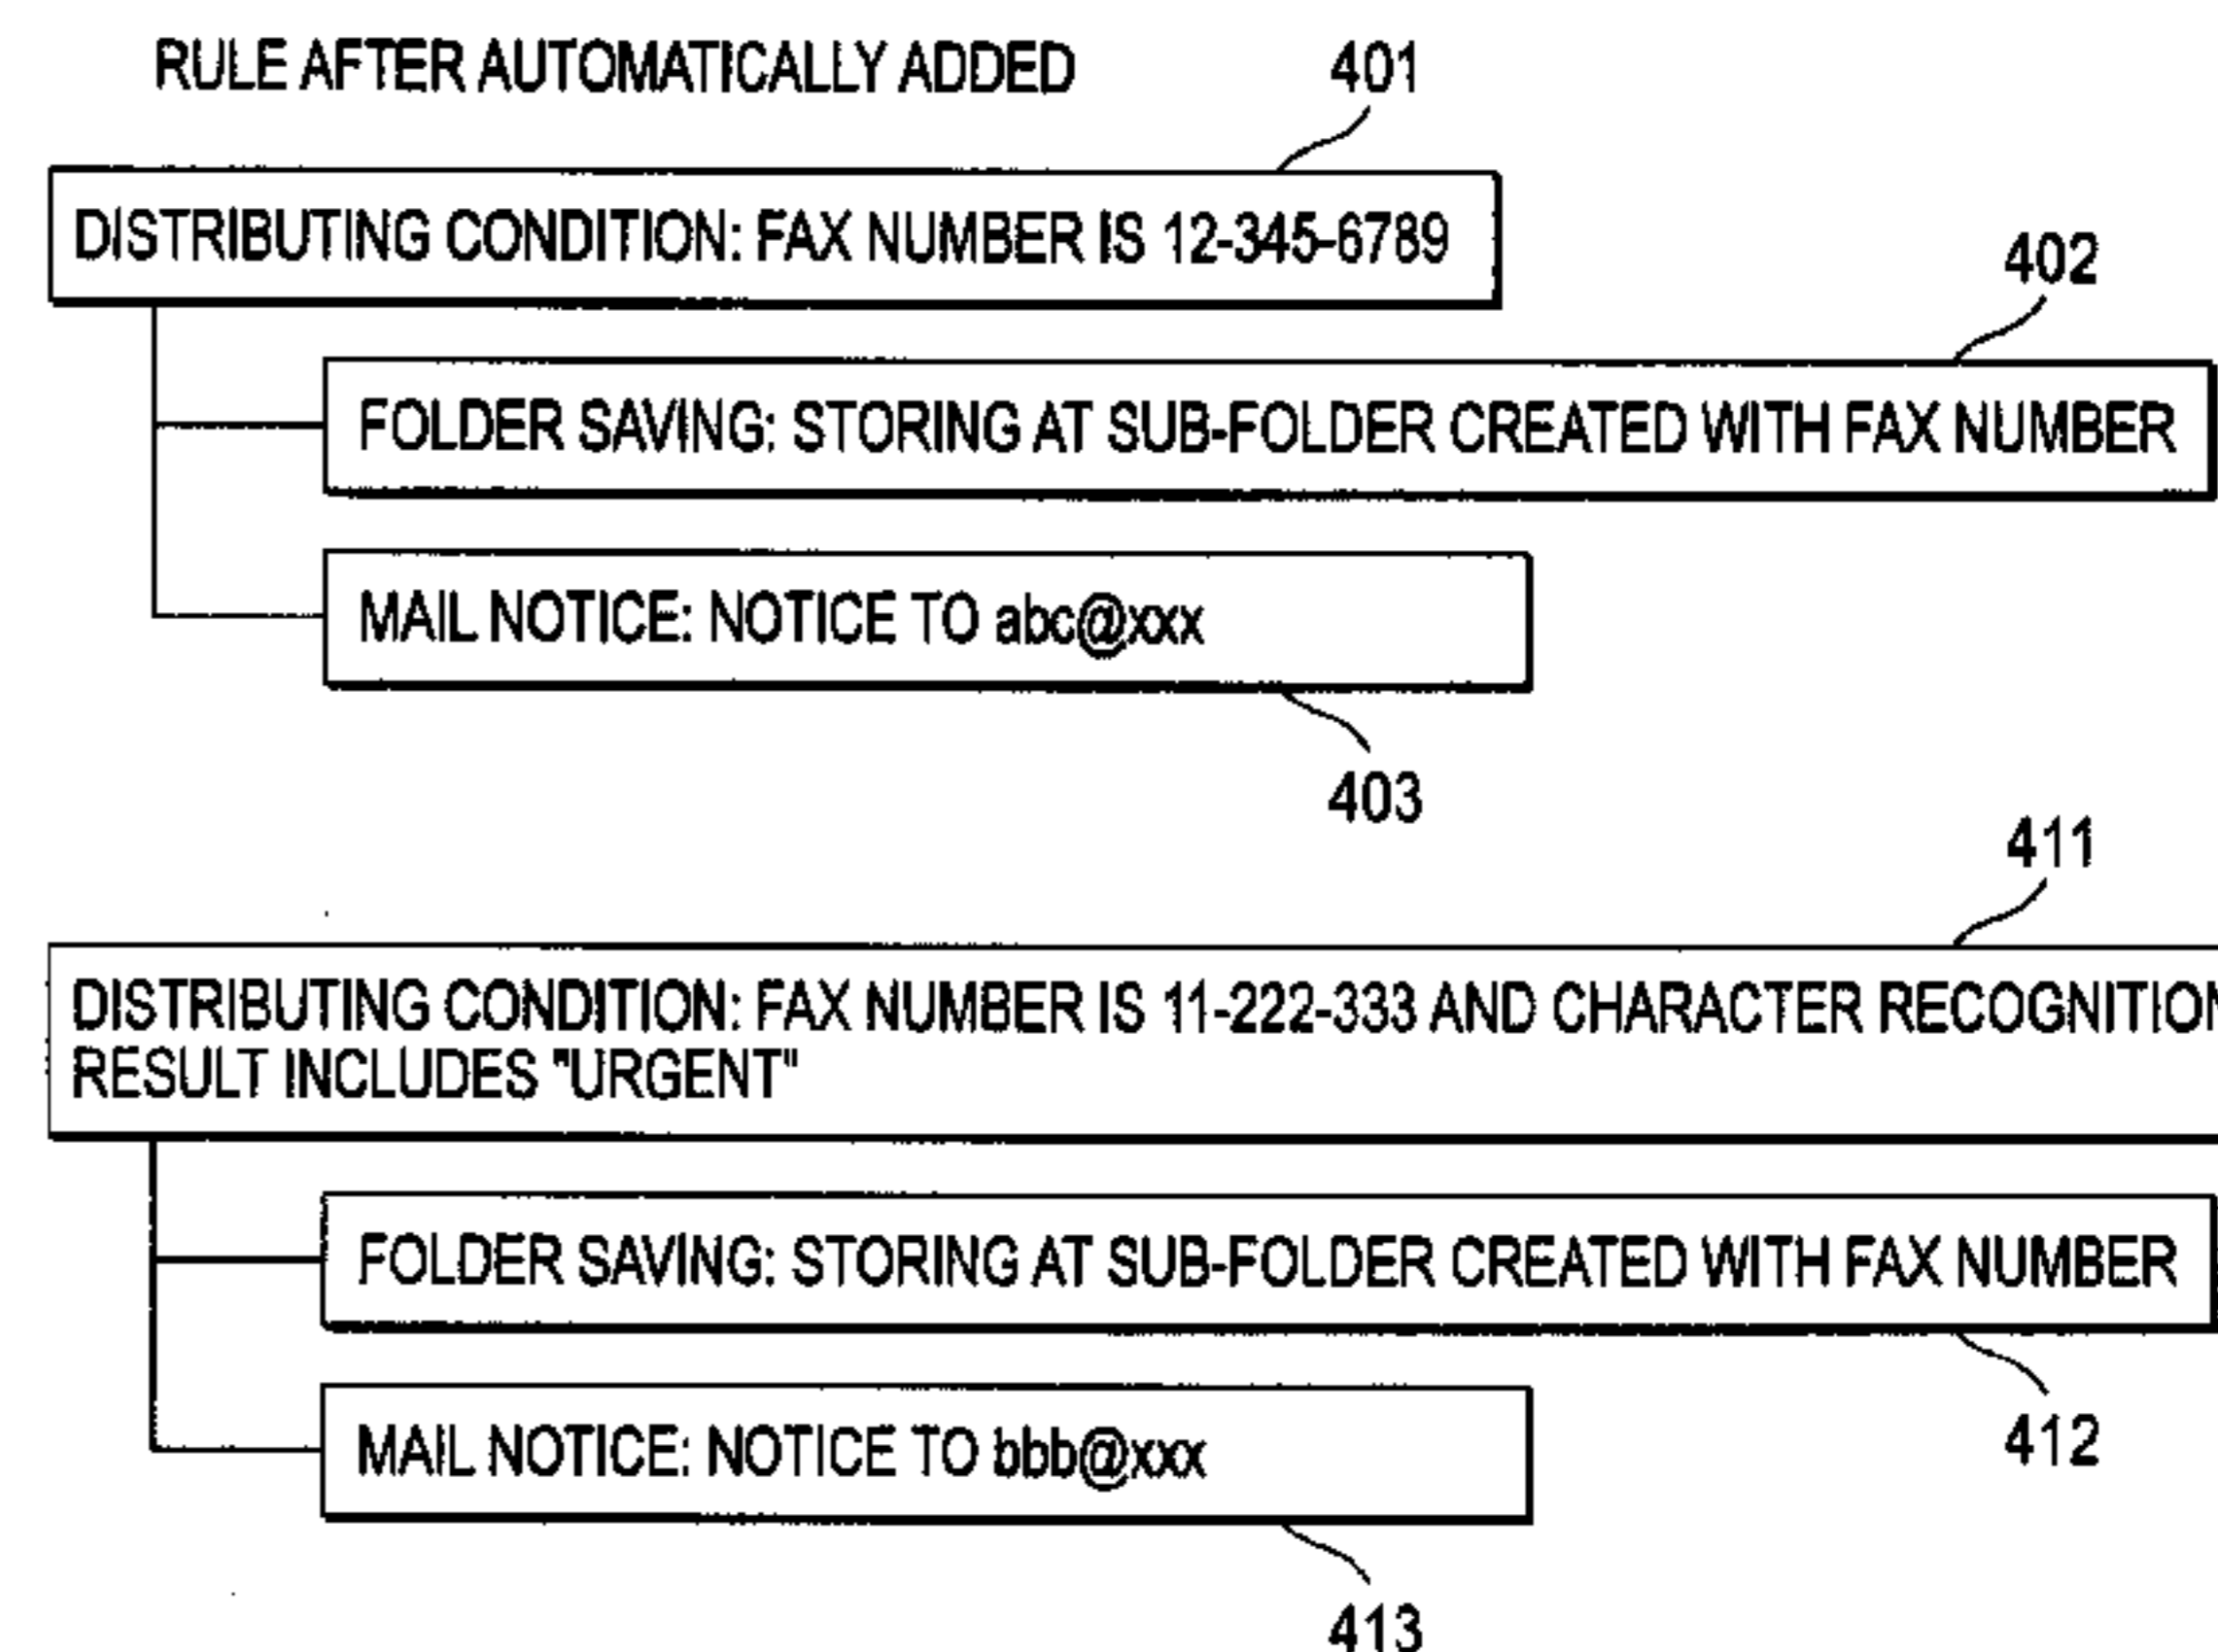 RULE AFTER AUTOMATICALLY ADDED
401
DISTRIBUTING CONDITION: FAX NUMBER IS 12-345-6789
402
FOLDER SAVING: STORING AT SUB-FOLDER CREATED WITH FAX NUMBER
MAIL NOTICE: NOTICE TO abc@xxx
403
411
DISTRIBUTING CONDITION: FAX NUMBER IS 11-222-333 AND CHARACTER RECOGNITION
RESULT INCLUDES "URGENT"
FOLDER SAVING: STORING AT SUB-FOLDER CREATED WITH FAX NUMBER
412
MAIL NOTICE: NOTICE TO bbb@xxx
413